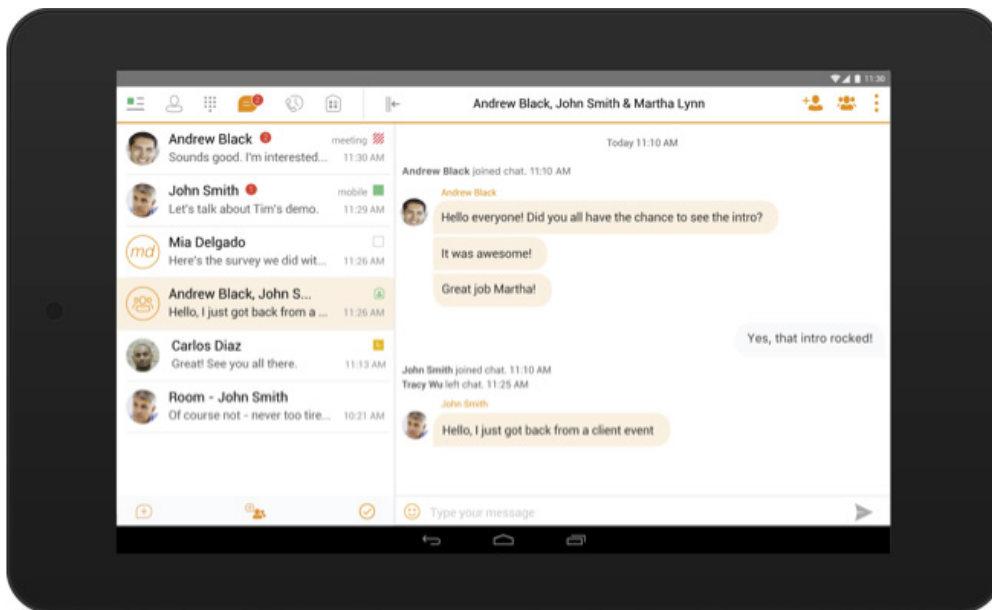 11:30
2
Andrew Black, John Smith & Martha Lynn
Andrew Black 2 meeting
Sounds good. I'm interested... 11:30 AM
John Smith 1 mobile
Let's talk about Tim's demo. 11:29 AM
md
Mia Delgado
Here's the survey we did wit... 11:26 AM
Andrew Black, John S...
Hello, I just got back from a ... 11:26 AM
Carlos Diaz
Great! See you all there. 11:13 AM
Room - John Smith
Of course not - never too tire... 10:21 AM
Today 11:10 AM
Andrew Black joined chat. 11:10 AM
Andrew Black
Hello everyone! Did you all have the chance to see the intro?
It was awesome!
Great job Martha!
Yes, that intro rocked!
John Smith joined chat. 11:10 AM
Tracy Wu left chat. 11:25 AM
John Smith
Hello, I just got back from a client event
Type your message